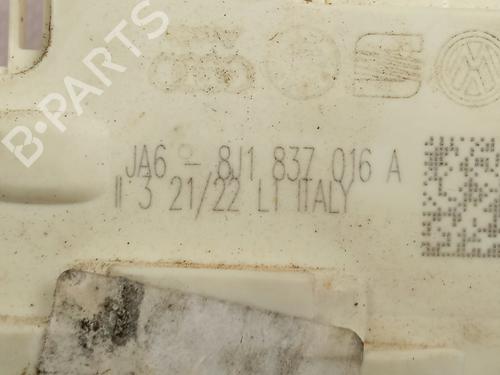 B-PARTS
JA6 - 8J1 837 016 A
II 3 21/22 LI ITALY